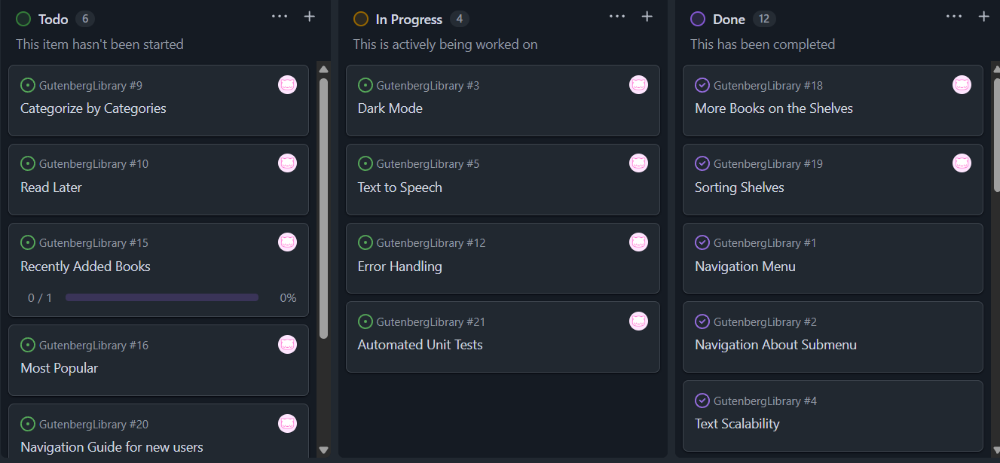 Todo 6
This item hasn't been started
GutenbergLibrary #9
Categorize by Categories
GutenbergLibrary #10
Read Later
GutenbergLibrary #15
Recently Added Books
0 / 1 0%
GutenbergLibrary #16
Most Popular
GutenbergLibrary #20
Navigation Guide for new users
In Progress 4
This is actively being worked on
GutenbergLibrary #3
Dark Mode
GutenbergLibrary #5
Text to Speech
GutenbergLibrary #12
Error Handling
GutenbergLibrary #21
Automated Unit Tests
Done 12
This has been completed
GutenbergLibrary #18
More Books on the Shelves
GutenbergLibrary #19
Sorting Shelves
GutenbergLibrary #1
Navigation Menu
GutenbergLibrary #2
Navigation About Submenu
GutenbergLibrary #4
Text Scalability